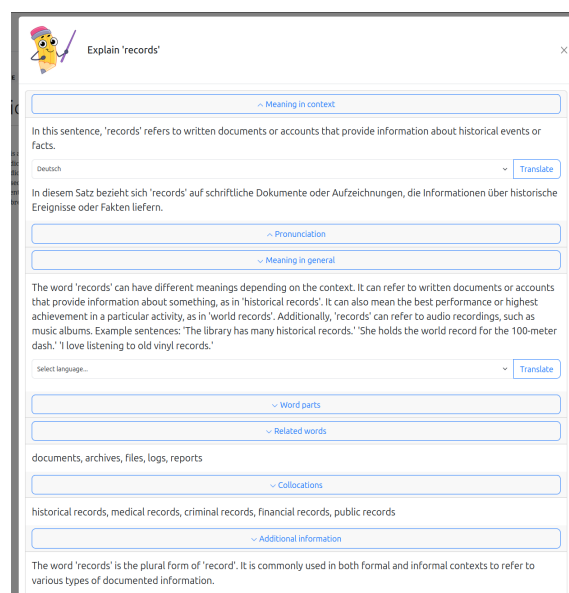 Explain 'records'
Meaning in context
In this sentence, 'records' refers to written documents or accounts that provide information about historical events or
facts.
Deutsch
Translate
In diesem Satz bezieht sich 'records' auf schriftliche Dokumente oder Aufzeichnungen, die Informationen über historische
Ereignisse oder Fakten liefern.
Pronunciation
Meaning in general
The word 'records' can have different meanings depending on the context. It can refer to written documents or accounts
that provide information about something, as in 'historical records'. It can also mean the best performance or highest
achievement in a particular activity, as in 'world records'. Additionally, 'records' can refer to audio recordings, such as
music albums. Example sentences: 'The library has many historical records.' 'She holds the world record for the 100-meter
dash.' 'I love listening to old vinyl records.'
Select language...
Translate
Word parts
Related words
documents, archives, files, logs, reports
Collocations
historical records, medical records, criminal records, financial records, public records
Additional information
The word 'records' is the plural form of 'record'. It is commonly used in both formal and informal contexts to refer to
various types of documented information.